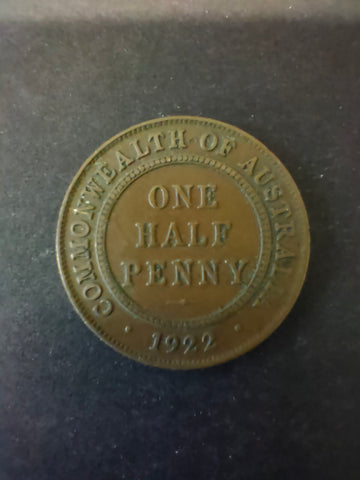 COMMONWEALTH·OF AUSTRALIA
ONE
HALF
PENNY
· 1922 ·